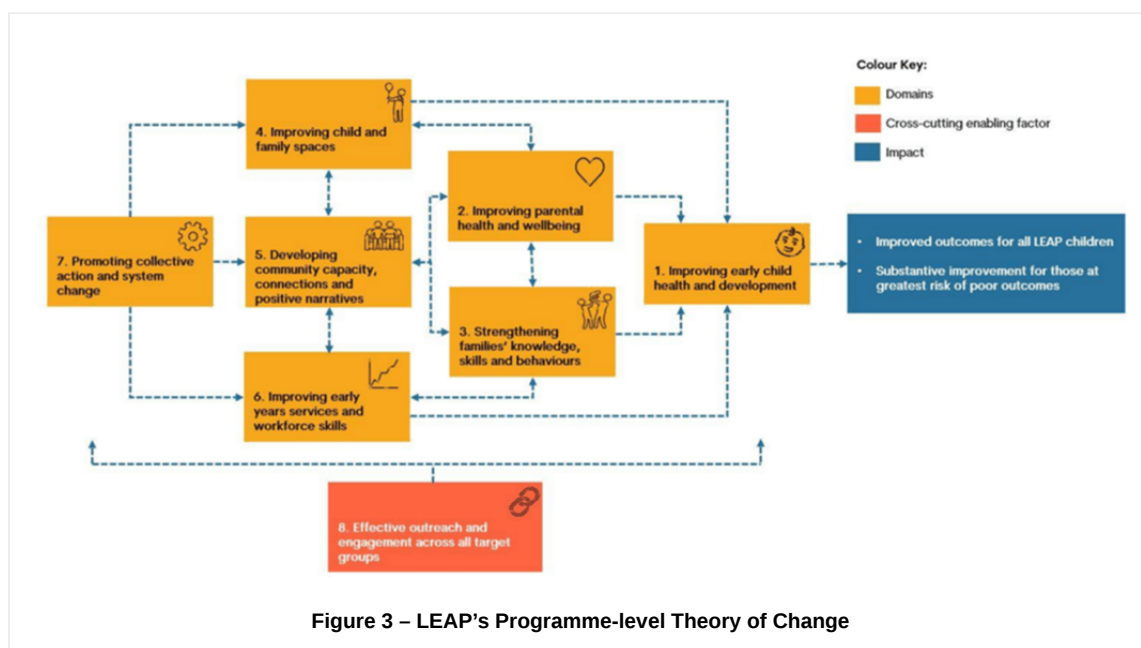 Colour Key:
Domains
Cross-cutting enabling factor
Impact
4. Improving child and
family spaces
2. Improving parental
health and wellbeing
7. Promoting collective
action and system
change
5. Developing
community capacity,
connections and
positive narratives
1. Improving early child
health and development
• Improved outcomes for all LEAP children
• Substantive improvement for those at
greatest risk of poor outcomes
3. Strengthening
families' knowledge,
skills and behaviours
6. Improving early
years services and
workforce skills
8. Effective outreach and
engagement across all target
groups
Figure 3 – LEAP's Programme-level Theory of Change